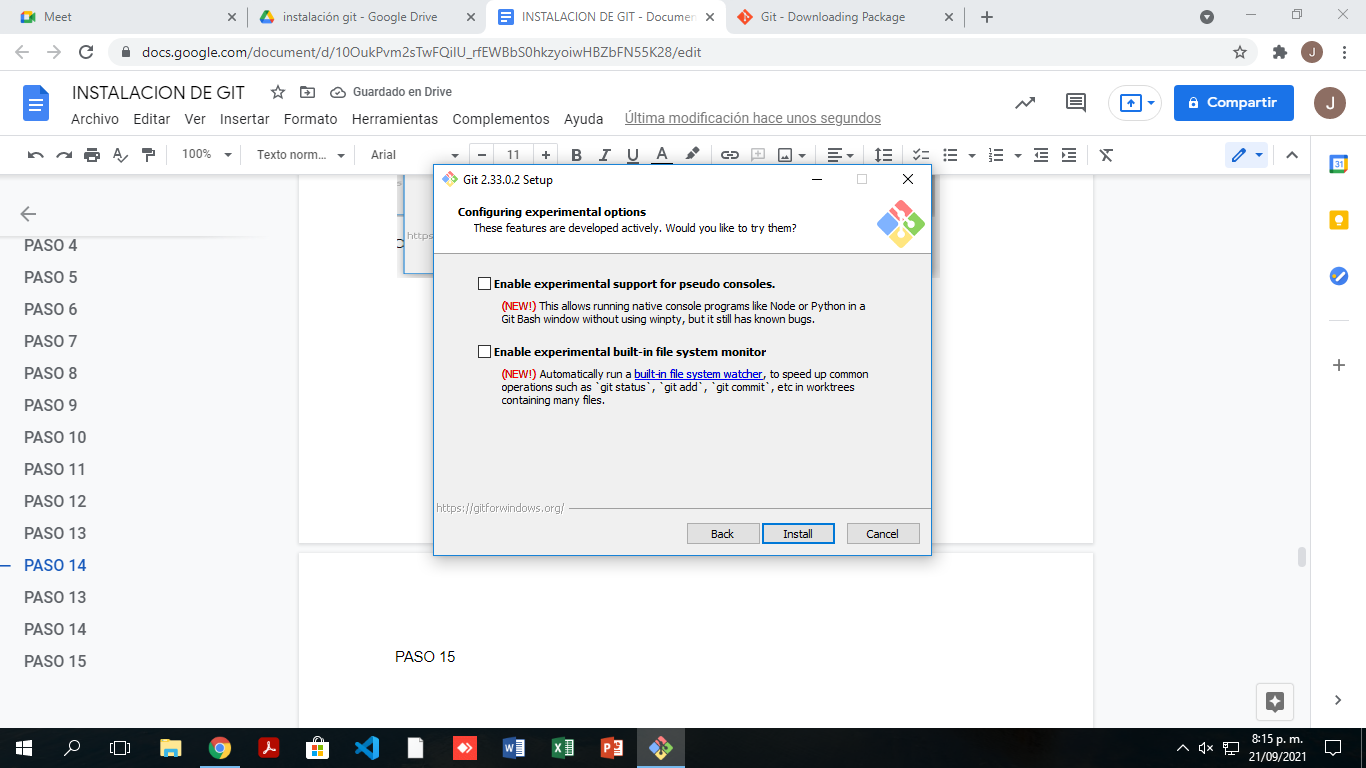 Meet
instalación git - Google Drive
INSTALACION DE GIT - Documen
Git - Downloading Package
docs.google.com/document/d/10OukPvm2sTwFQilU_rfEWBbS0hkzyoiwHBZbFN55K28/edit
J
INSTALACION DE GIT
Guardado en Drive
Archivo Editar Ver Insertar Formato Herramientas Complementos Ayuda
Última modificación hace unos segundos
Compartir
J
100% Texto norm... Arial 11 B I U A
31
PASO 4
PASO 5
PASO 6
PASO 7
PASO 8
PASO 9
PASO 10
PASO 11
PASO 12
PASO 13
PASO 14
PASO 13
PASO 14
PASO 15
https
Git 2.33.0.2 Setup
Configuring experimental options
These features are developed actively. Would you like to try them?
Enable experimental support for pseudo consoles.
(NEW!) This allows running native console programs like Node or Python in a
Git Bash window without using winpty, but it still has known bugs.
Enable experimental built-in file system monitor
(NEW!) Automatically run a built-in file system watcher, to speed up common
operations such as `git status`, `git add`, `git commit`, etc in worktrees
containing many files.
https://gitforwindows.org/
Back Install Cancel
PASO 15
8:15 p. m.
21/09/2021